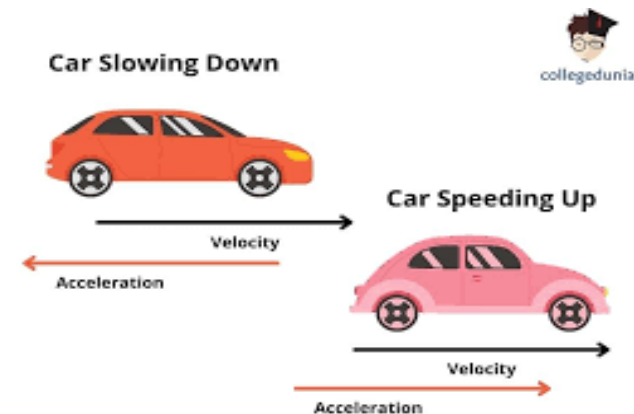 collegedunia
Car Slowing Down
Velocity
Acceleration
Car Speeding Up
Velocity
Acceleration